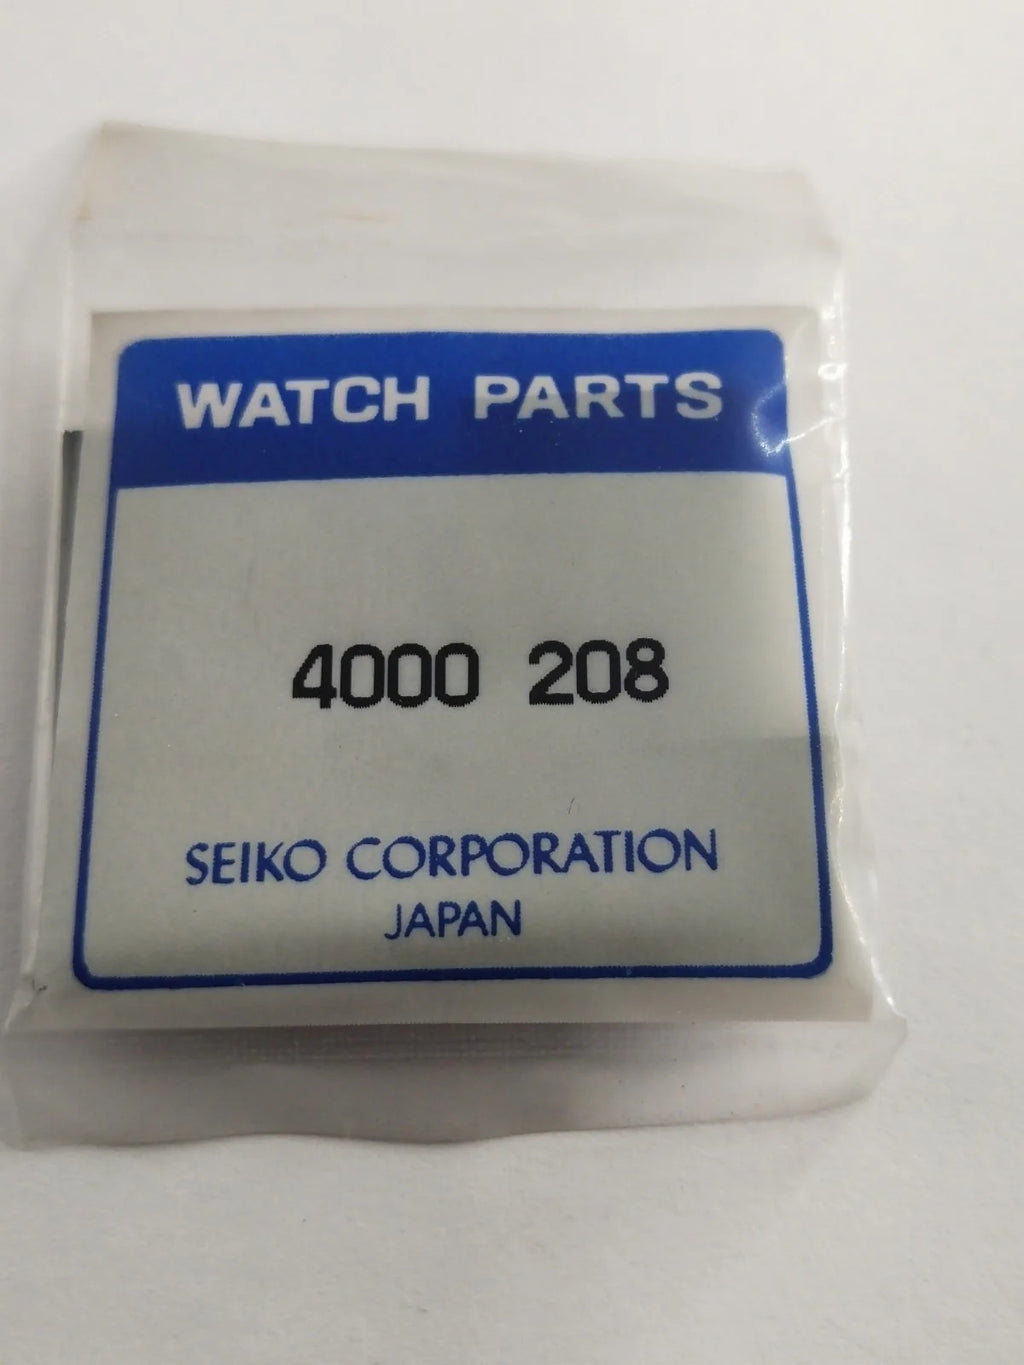 WATCH PARTS
4000 208
SEIKO CORPORATION
JAPAN